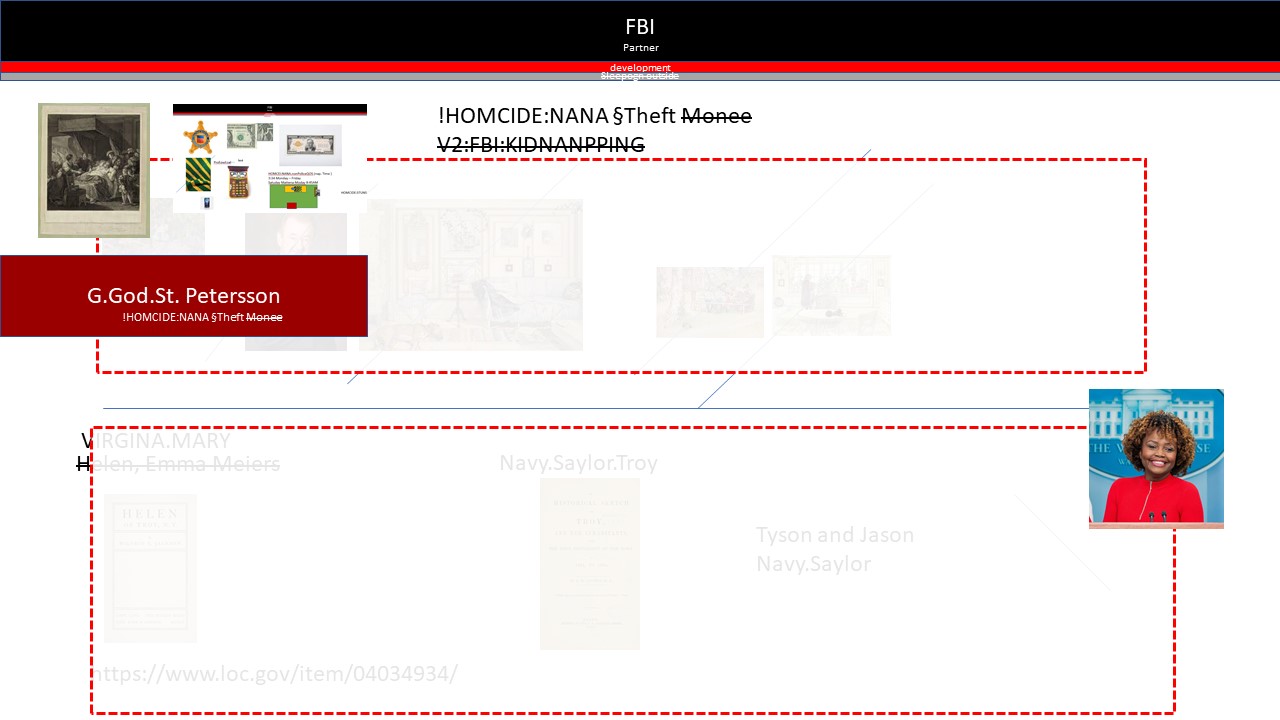 FBI
Partner
development
Sleepogn outside
!HOMCIDE:NANA §Theft Monee
V2:FBI:KIDNANPPING
G.God.St. Petersson
!HOMCIDE:NANA §Theft Monee
VIRGINA.MARY
Helen, Emma Meiers
Navy.Saylor.Troy
HELEN
TROY,
Tyson and Jason
Navy.Saylor
https://www.loc.gov/item/04034934/